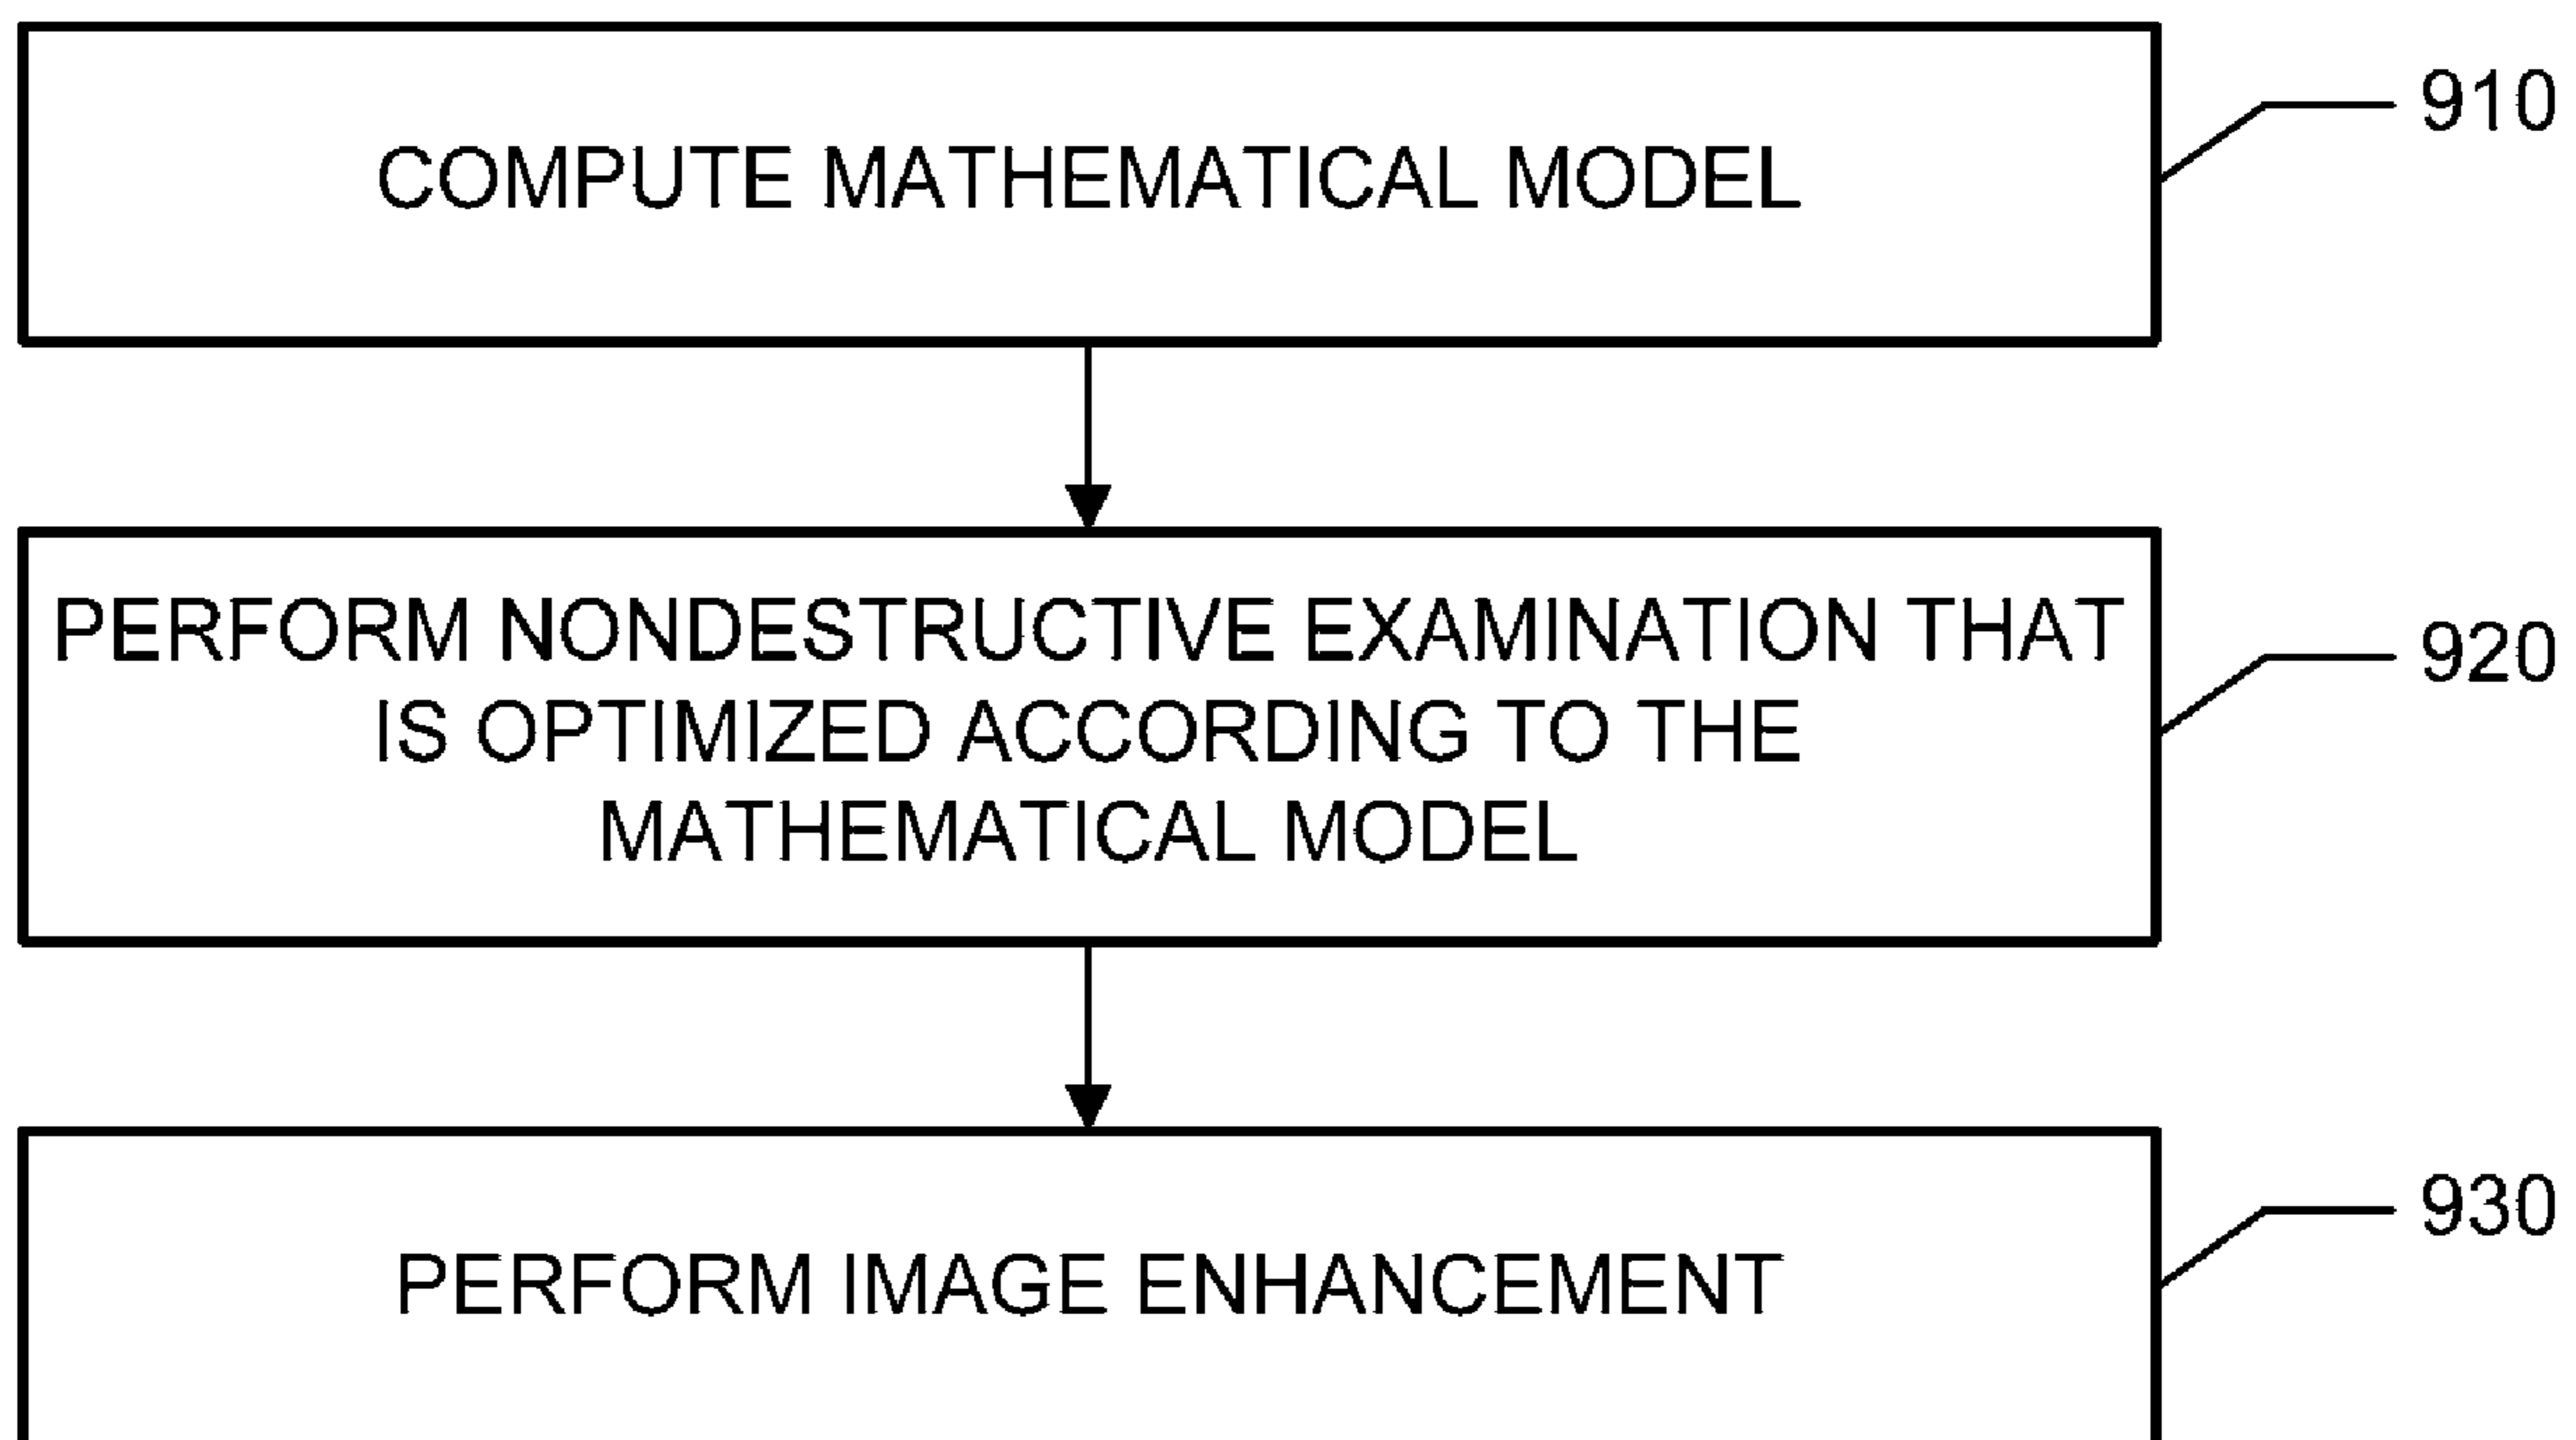 COMPUTE MATHEMATICAL MODEL
910
PERFORM NONDESTRUCTIVE EXAMINATION THAT
IS OPTIMIZED ACCORDING TO THE
MATHEMATICAL MODEL
920
PERFORM IMAGE ENHANCEMENT
930